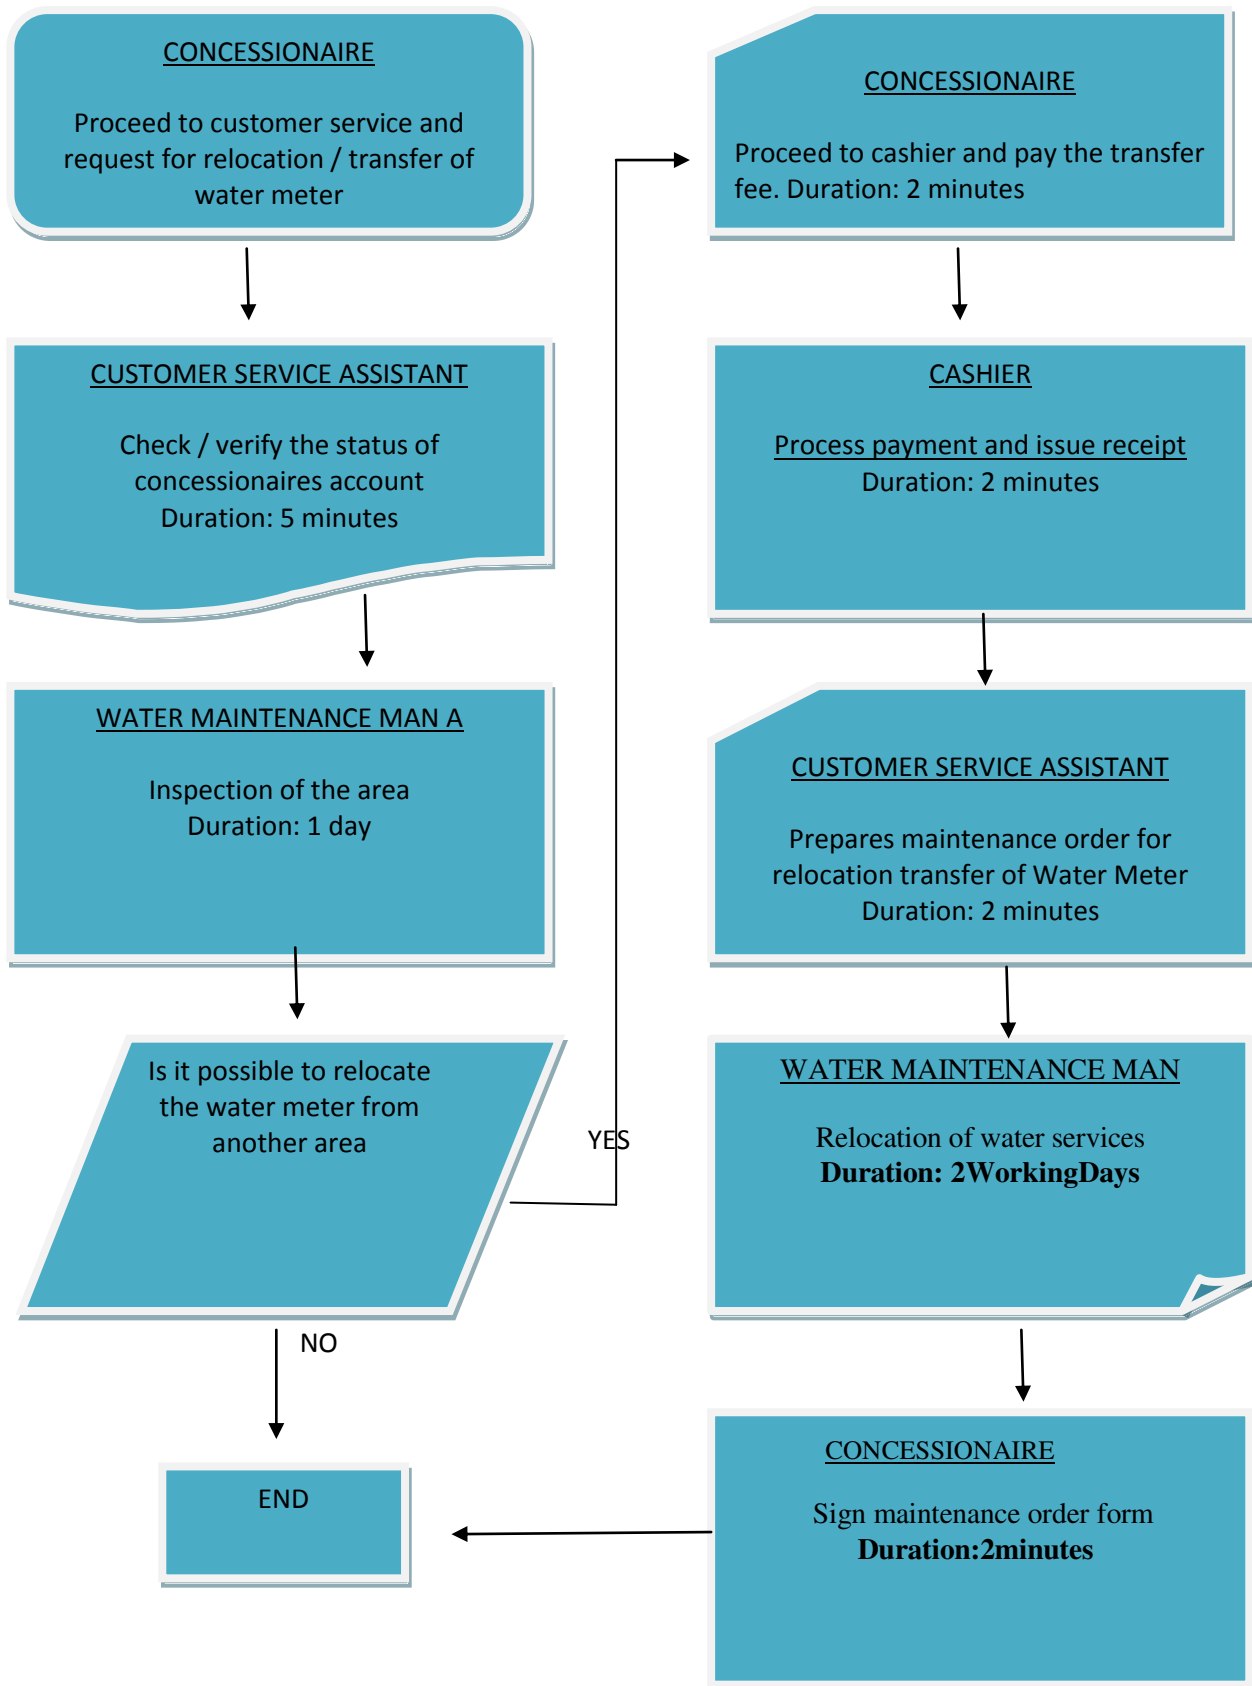 CONCESSIONAIRE
Proceed to customer service and
request for relocation / transfer of
water meter
CUSTOMER SERVICE ASSISTANT
Check / verify the status of
concessionaires account
Duration: 5 minutes
WATER MAINTENANCE MAN A
Inspection of the area
Duration: 1 day
Is it possible to relocate
the water meter from
another area
YES
NO
END
CONCESSIONAIRE
Proceed to cashier and pay the transfer
fee. Duration: 2 minutes
CASHIER
Process payment and issue receipt
Duration: 2 minutes
CUSTOMER SERVICE ASSISTANT
Prepares maintenance order for
relocation transfer of Water Meter
Duration: 2 minutes
WATER MAINTENANCE MAN
Relocation of water services
Duration: 2WorkingDays
CONCESSIONAIRE
Sign maintenance order form
Duration:2minutes